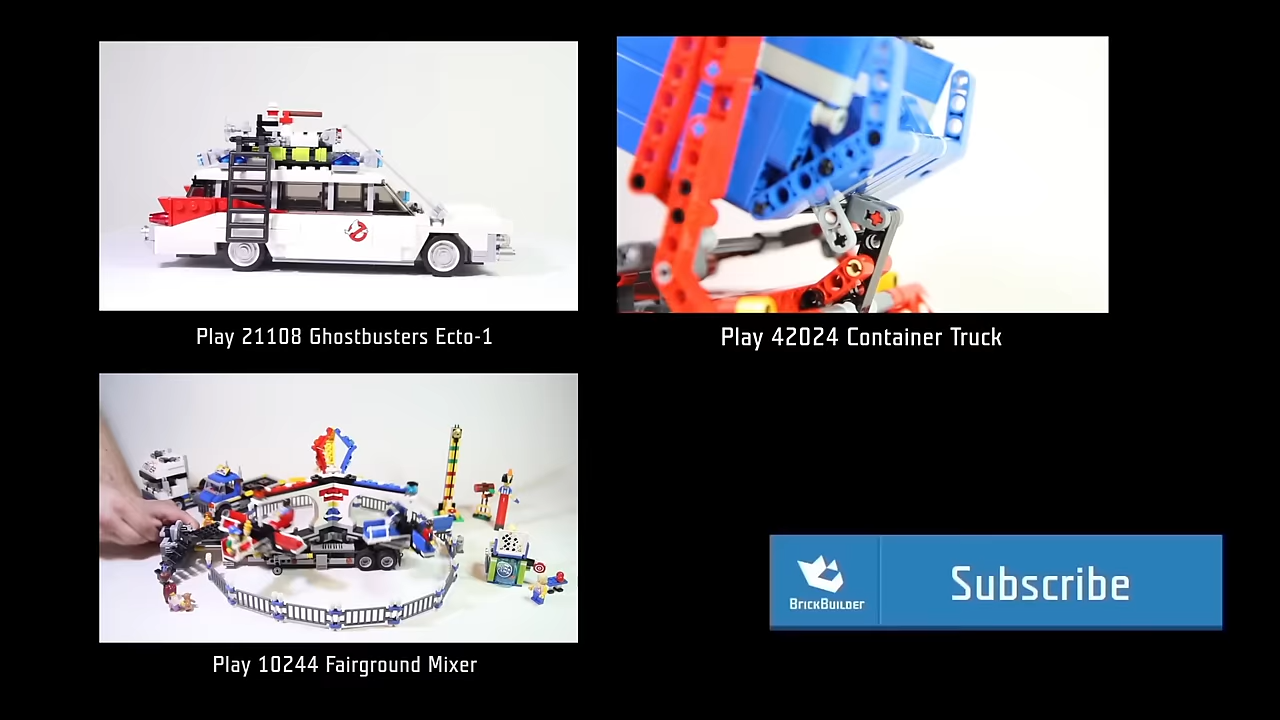 Play 21108 Ghostbusters Ecto-1
Play 42024 Container Truck
Play 10244 Fairground Mixer
BrickBuilder
Subscribe